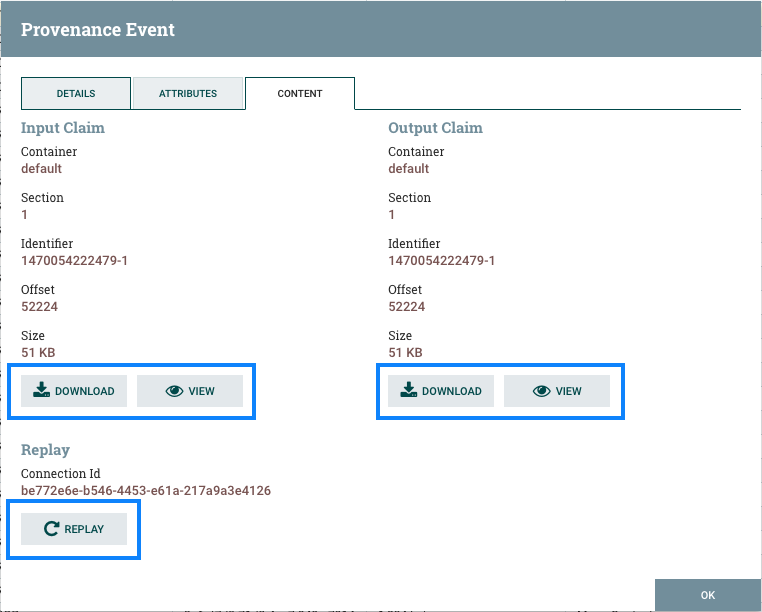 Provenance Event
DETAILS ATTRIBUTES CONTENT
Input Claim
Container
default
Section
1
Identifier
1470054222479-1
Offset
52224
Size
51 KB
DOWNLOAD VIEW
Output Claim
Container
default
Section
1
Identifier
1470054222479-1
Offset
52224
Size
51 KB
DOWNLOAD VIEW
Replay
Connection Id
be772e6e-b546-4453-e61a-217a9a3e4126
REPLAY
OK